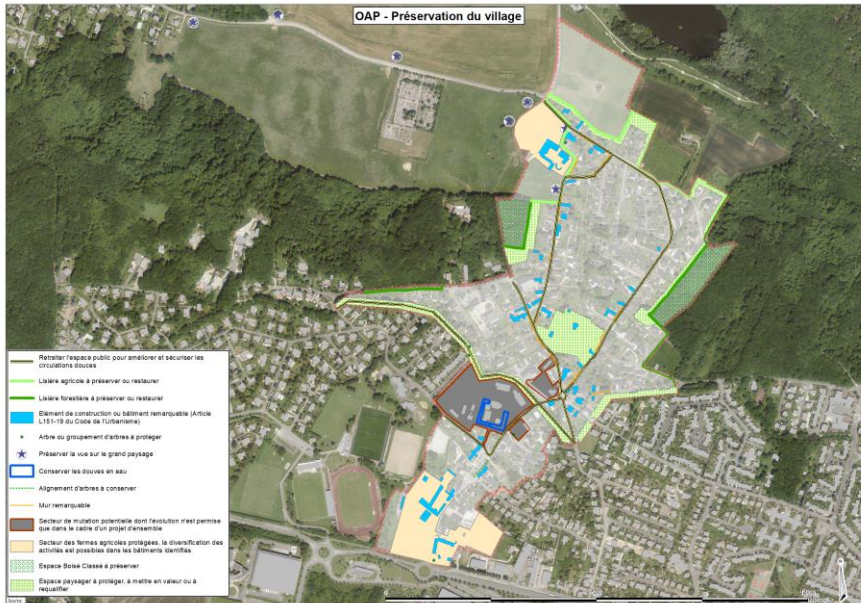 OAP - Préservation du village
Retraiter l'espace public pour améliorer et sécuriser les
circulations douces
Lisière agricole à préserver ou restaurer
Lisière forestière à préserver ou restaurer
Elément de construction ou bâtiment remarquable (Article
L151-19 du Code de l'Urbanisme)
Arbre ou groupement d'arbres à protéger
Préserver la vue sur le grand paysage
Conserver les douves en eau
Alignement d'arbres à conserver
Mur remarquable
Secteur de mutation potentielle dont l'évolution n'est permise
que dans le cadre d'un projet d'ensemble
Secteur des fermes agricoles protégées, la diversification des
activités est possibles dans les bâtiments identifiés
Espace Boisé Classé à préserver
Espace paysager à protéger, à mettre en valeur ou à
requalifier